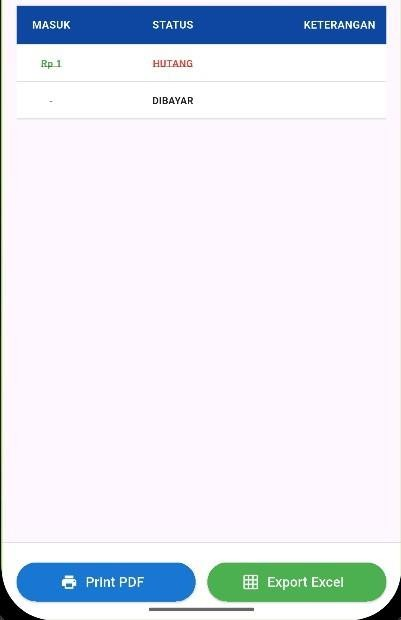 MASUK STATUS KETERANGAN
Rp.1 HUTANG
- DIBAYAR
Print PDF Export Excel